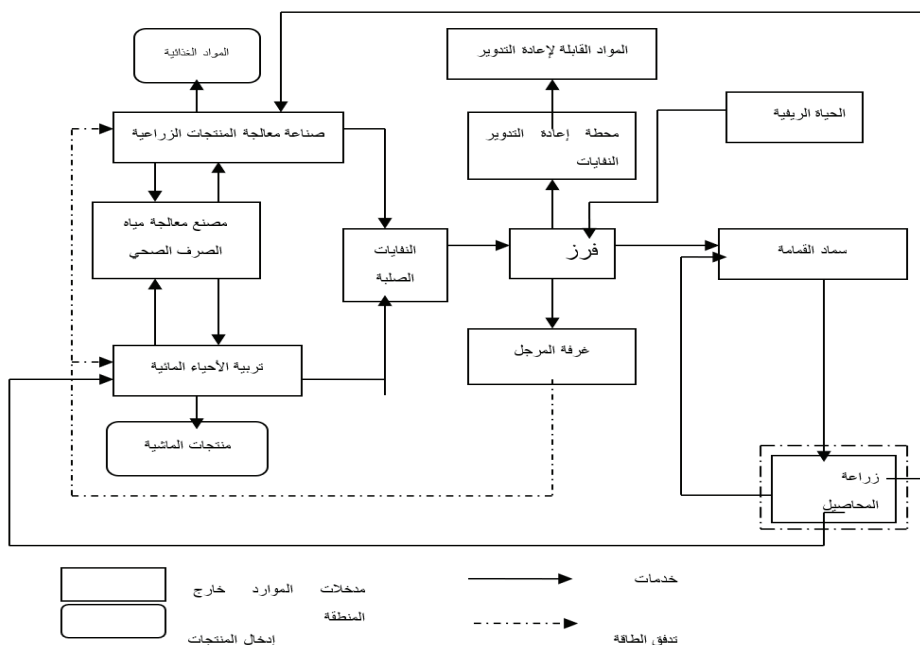 المواد الغذائية
المواد القابلة لإعادة التدوير
الحياة الريفية
صناعة معالجة المنتجات الزراعية
محطة إعادة التدوير
النفايات
مصنع معالجة مياه
الصرف الصحي
النفايات
الصلبة
فرز
سماد القمامة
غرفة المرجل
تربية الأحياء المائية
منتجات الماشية
زراعة
المحاصيل
مدخلات الموارد خارج
المنطقة
إدخال المنتجات
خدمات
تدفق الطاقة